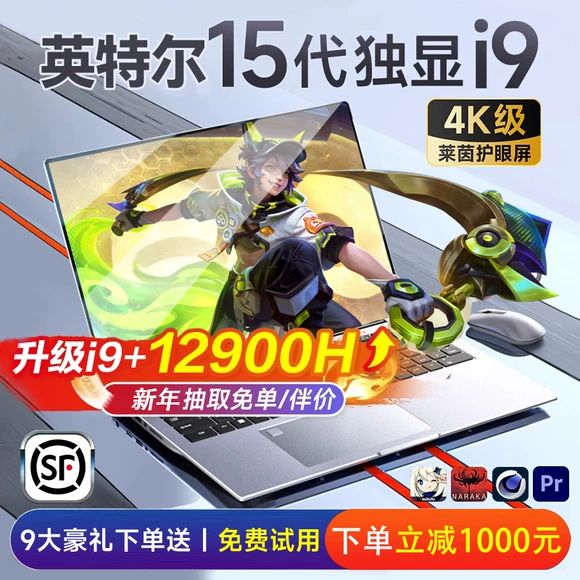 英特尔15代独显i9
4K级
莱茵护眼屏
升级i9+12900H
新年抽取免单/伴价
SF
NARAKA
Pr
9大豪礼下单送|免费试用
下单立减1000元